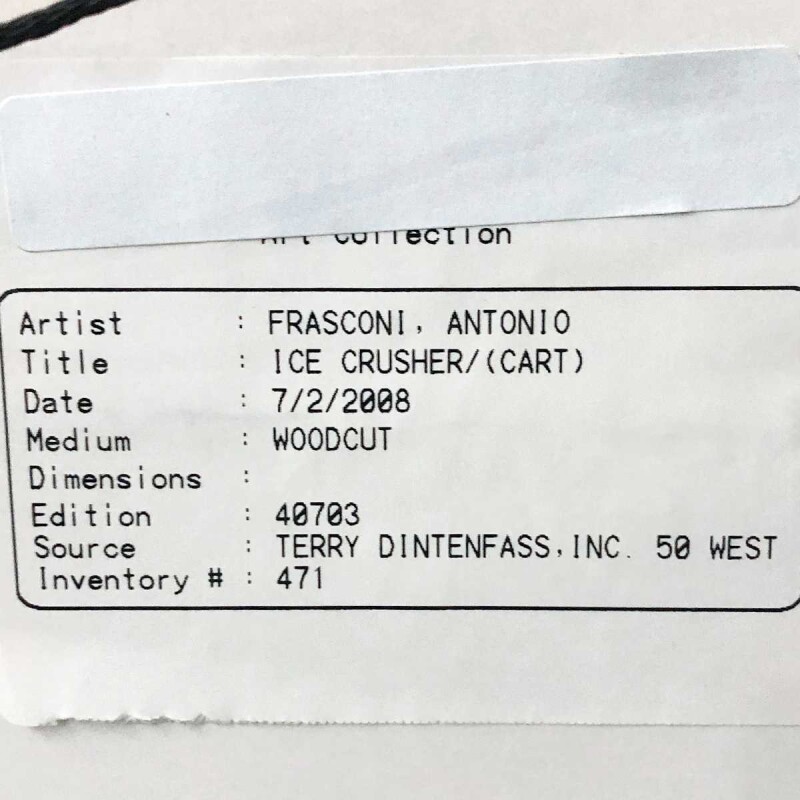 Art Collection
Artist : FRASCONI, ANTONIO
Title : ICE CRUSHER/(CART)
Date : 7/2/2008
Medium : WOODCUT
Dimensions :
Edition : 40703
Source : TERRY DINTENFASS,INC. 50 WEST
Inventory # : 471